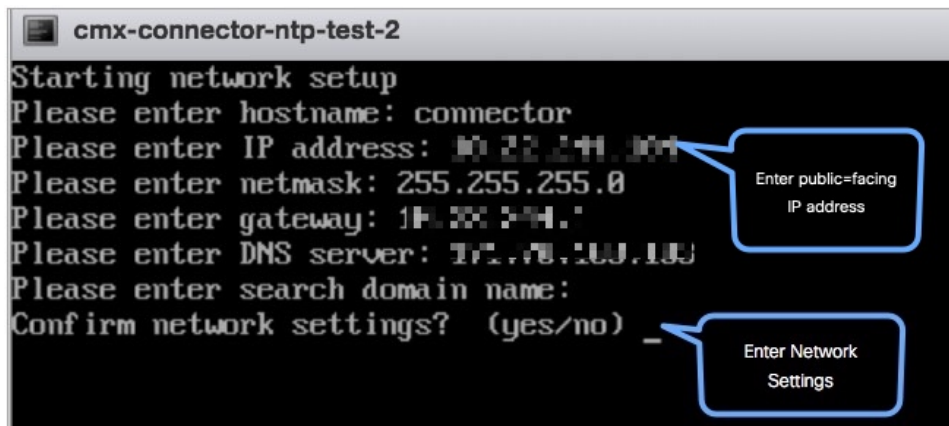 cmx-connector-ntp-test-2
Starting network setup
Please enter hostname: connector
Please enter IP address:
Please enter netmask: 255.255.255.0
Please enter gateway:
Please enter DNS server:
Please enter search domain name:
Confirm network settings? (yes/no) _
Enter public=facing
IP address
Enter Network
Settings